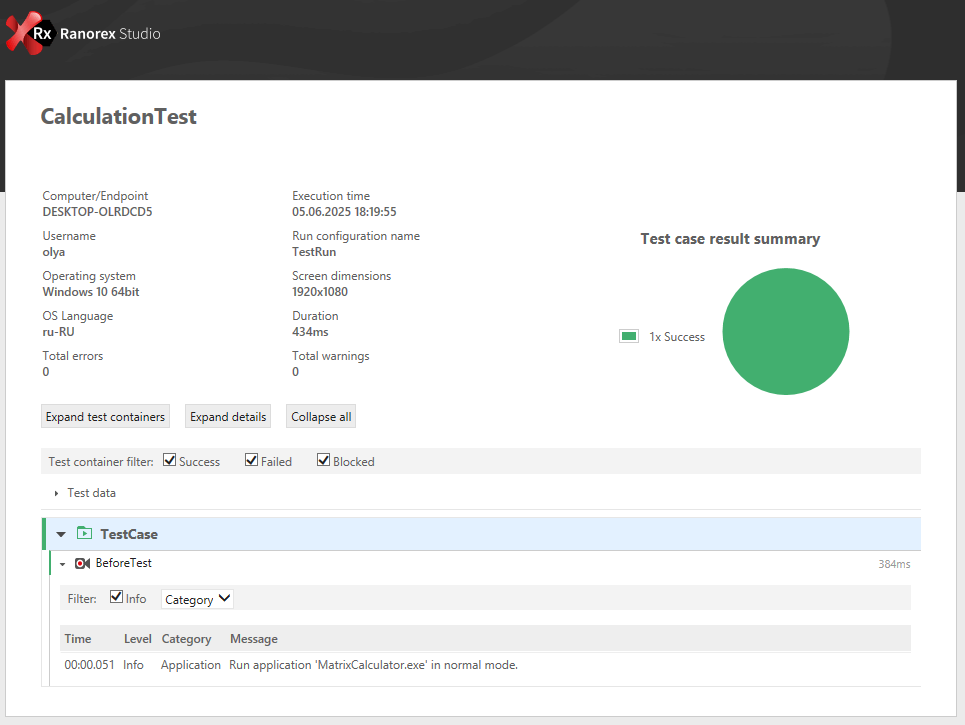 Rx Ranorex Studio
CalculationTest
Computer/Endpoint
DESKTOP-OLRDCD5
Execution time
05.06.2025 18:19:55
Username
olya
Run configuration name
TestRun
Operating system
Windows 10 64bit
Screen dimensions
1920x1080
OS Language
ru-RU
Duration
434ms
Total errors
0
Total warnings
0
Test case result summary
1x Success
Expand test containers Expand details Collapse all
Test container filter: Success Failed Blocked
Test data
TestCase
BeforeTest 384ms
Filter: Info Category
Time Level Category Message
00:00.051 Info Application Run application 'MatrixCalculator.exe' in normal mode.